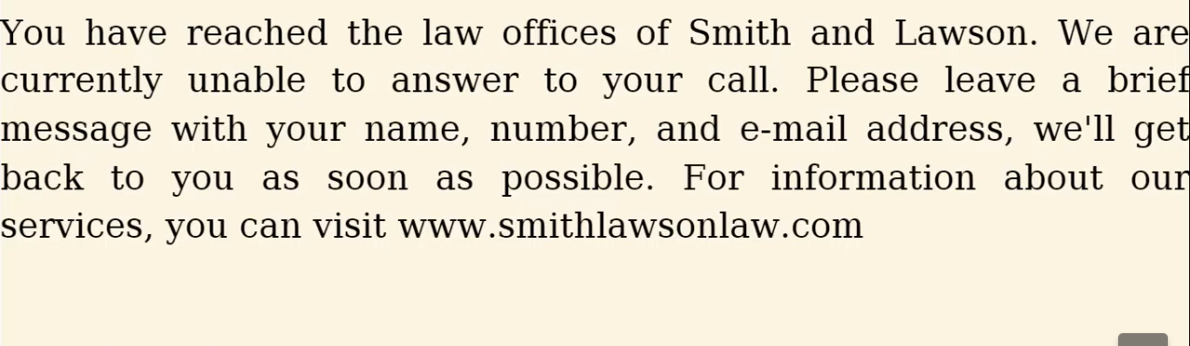 You have reached the law offices of Smith and Lawson. We are
currently unable to answer to your call. Please leave a brief
message with your name, number, and e-mail address, we'll get
back to you as soon as possible. For information about our
services, you can visit www.smithlawsonlaw.com